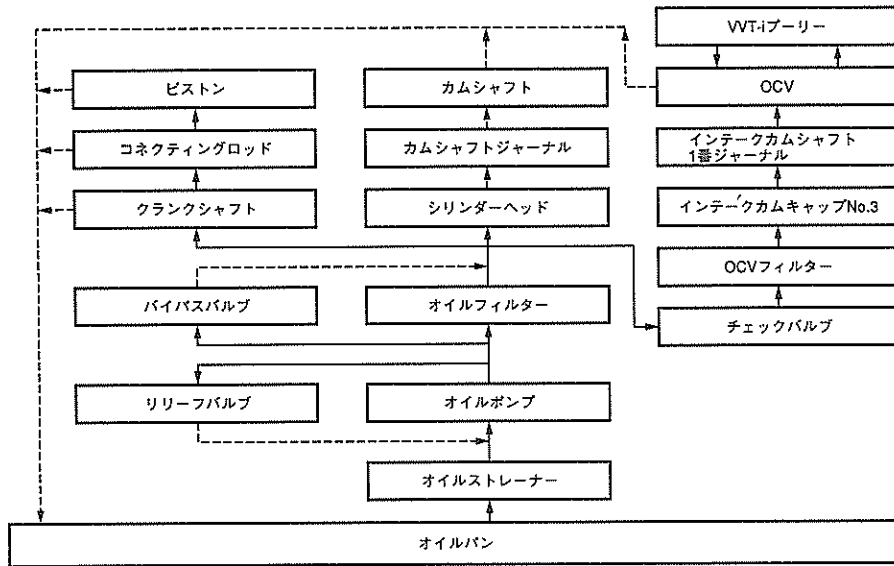 VVT-iプーリー
ピストン
カムシャフト
OCV
コネクティングロッド
カムシャフトジャーナル
インテークカムシャフト
1番ジャーナル
クランクシャフト
シリンダーヘッド
インテークカムキャップNo.3
OCVフィルター
バイパスバルブ
オイルフィルター
チェックバルブ
リリーフバルブ
オイルポンプ
オイルストレーナー
オイルパン